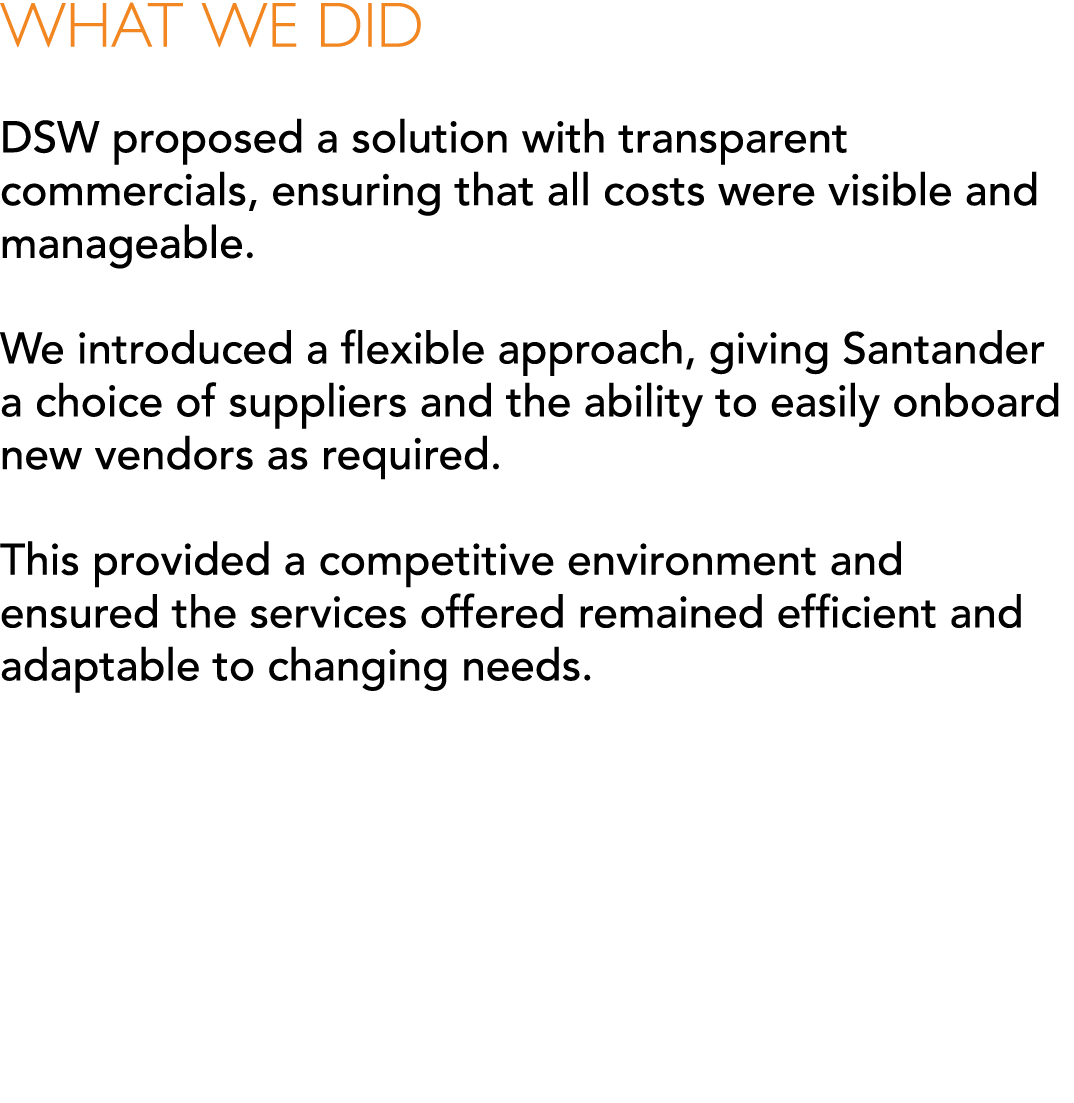 WHAT WE DID
DSW proposed a solution with transparent
commercials, ensuring that all costs were visible and
manageable.
We introduced a flexible approach, giving Santander
a choice of suppliers and the ability to easily onboard
new vendors as required.
This provided a competitive environment and
ensured the services offered remained efficient and
adaptable to changing needs.